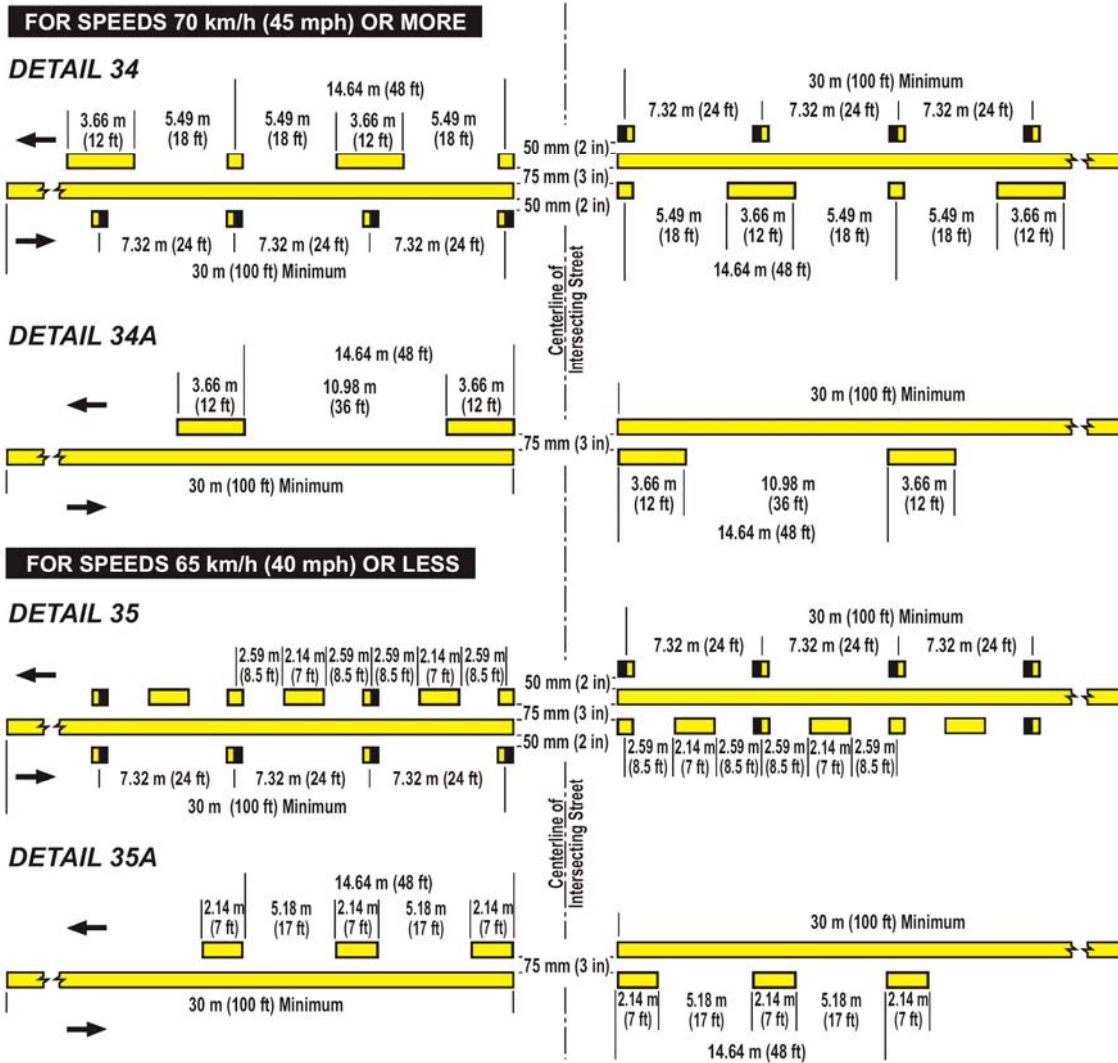 FOR SPEEDS 70 km/h (45 mph) OR MORE
DETAIL 34
14.64 m (48 ft)
3.66 m
(12 ft)
5.49 m
(18 ft)
5.49 m
(18 ft)
3.66 m
(12 ft)
5.49 m
(18 ft)
50 mm (2 in)
75 mm (3 in)
50 mm (2 in)
7.32 m (24 ft)
7.32 m (24 ft)
7.32 m (24 ft)
30 m (100 ft) Minimum
30 m (100 ft) Minimum
7.32 m (24 ft)
7.32 m (24 ft)
7.32 m (24 ft)
5.49 m
(18 ft)
3.66 m
(12 ft)
5.49 m
(18 ft)
5.49 m
(18 ft)
3.66 m
(12 ft)
14.64 m (48 ft)
Centerline of
Intersecting Street
DETAIL 34A
14.64 m (48 ft)
3.66 m
(12 ft)
10.98 m
(36 ft)
3.66 m
(12 ft)
75 mm (3 in)
30 m (100 ft) Minimum
30 m (100 ft) Minimum
3.66 m
(12 ft)
10.98 m
(36 ft)
3.66 m
(12 ft)
14.64 m (48 ft)
FOR SPEEDS 65 km/h (40 mph) OR LESS
DETAIL 35
2.59 m
(8.5 ft)
2.14 m
(7 ft)
2.59 m
(8.5 ft)
2.59 m
(8.5 ft)
2.14 m
(7 ft)
2.59 m
(8.5 ft)
50 mm (2 in)
75 mm (3 in)
50 mm (2 in)
7.32 m (24 ft)
7.32 m (24 ft)
7.32 m (24 ft)
30 m (100 ft) Minimum
30 m (100 ft) Minimum
7.32 m (24 ft)
7.32 m (24 ft)
7.32 m (24 ft)
2.59 m
(8.5 ft)
2.14 m
(7 ft)
2.59 m
(8.5 ft)
2.59 m
(8.5 ft)
2.14 m
(7 ft)
2.59 m
(8.5 ft)
Centerline of
Intersecting Street
DETAIL 35A
14.64 m (48 ft)
2.14 m
(7 ft)
5.18 m
(17 ft)
2.14 m
(7 ft)
5.18 m
(17 ft)
2.14 m
(7 ft)
75 mm (3 in)
30 m (100 ft) Minimum
30 m (100 ft) Minimum
2.14 m
(7 ft)
5.18 m
(17 ft)
2.14 m
(7 ft)
5.18 m
(17 ft)
2.14 m
(7 ft)
14.64 m (48 ft)